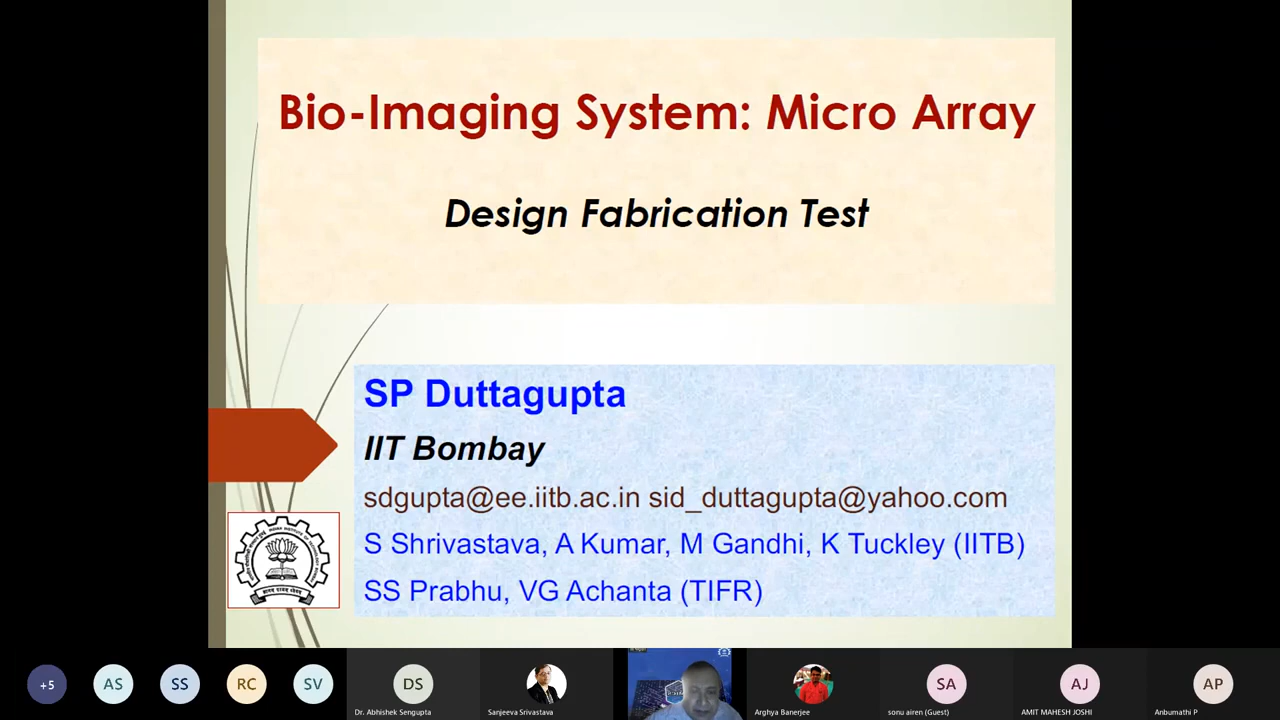 Bio-Imaging System: Micro Array
Design Fabrication Test
SP Duttagupta
IIT Bombay
sdgupta@ee.iitb.ac.in sid_duttagupta@yahoo.com
S Shrivastava, A Kumar, M Gandhi, K Tuckley (IITB)
SS Prabhu, VG Achanta (TIFR)
+5
AS
SS
RC
SV
DS
Dr. Abhishek Sengupta
Sanjeeva Srivastava
Arghya Banerjee
SA
sonu airen (Guest)
AJ
AMIT MAHESH JOSHI
AP
Anbumathi P